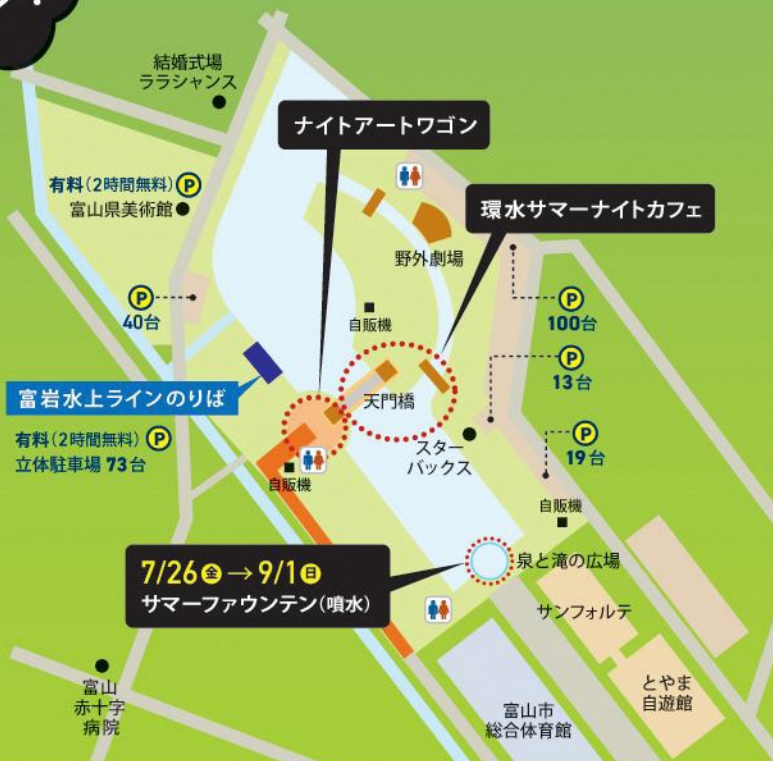 結婚式場
ララシャンス
ナイトアートワゴン
有料(2時間無料) P
富山県美術館
環水サマーナイトカフェ
野外劇場
P
40台
自販機
P
100台
P
13台
天門橋
富岩水上ラインのりば
有料(2時間無料) P
立体駐車場 73台
スター
バックス
P
19台
自販機
自販機
7/26金→9/1日
サマーファウンテン(噴水)
泉と滝の広場
サンフォルテ
富山
赤十字
病院
とやま
自遊館
富山市
総合体育館